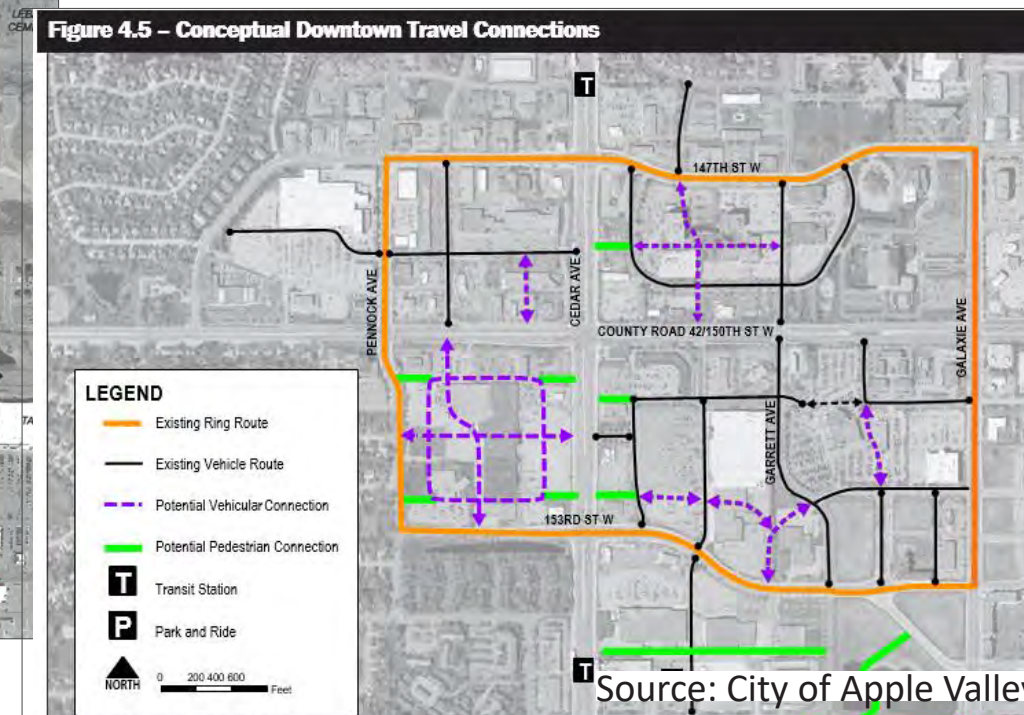 Figure 4.5 – Conceptual Downtown Travel Connections
T
147TH ST W
PENNOCK AVE
CEDAR AVE
COUNTY ROAD 42/150TH ST W
GALAXIE AVE
GARRETT AVE
153RD ST W
LEGEND
Existing Ring Route
Existing Vehicle Route
Potential Vehicular Connection
Potential Pedestrian Connection
T Transit Station
P Park and Ride
NORTH
0 200 400 600
Feet
T
Source: City of Apple Valley